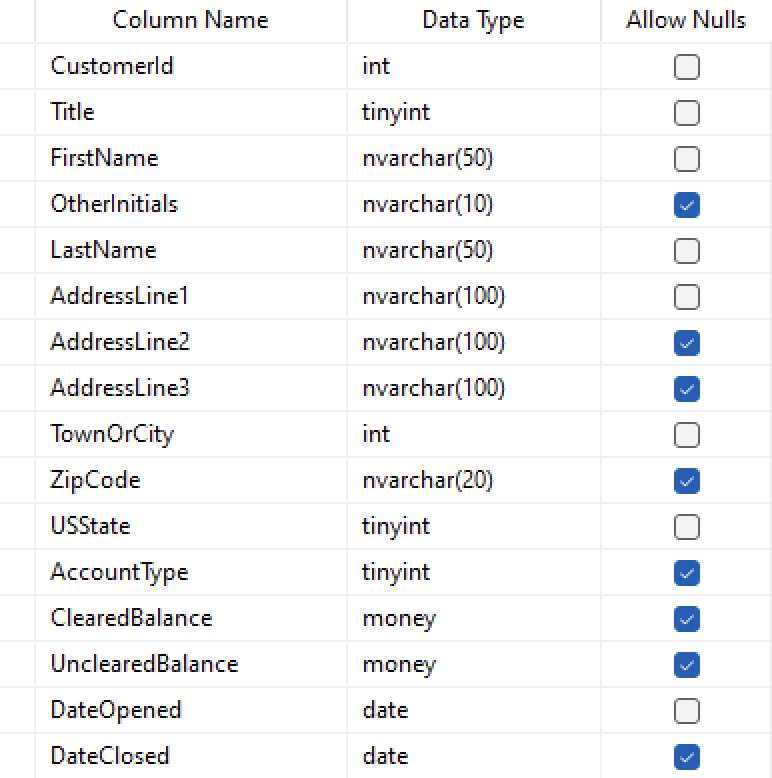 Column Name Data Type Allow Nulls
CustomerId int
Title tinyint
FirstName nvarchar(50)
OtherInitials nvarchar(10)
LastName nvarchar(50)
AddressLine1 nvarchar(100)
AddressLine2 nvarchar(100)
AddressLine3 nvarchar(100)
TownOrCity int
ZipCode nvarchar(20)
USState tinyint
AccountType tinyint
ClearedBalance money
UnclearedBalance money
DateOpened date
DateClosed date